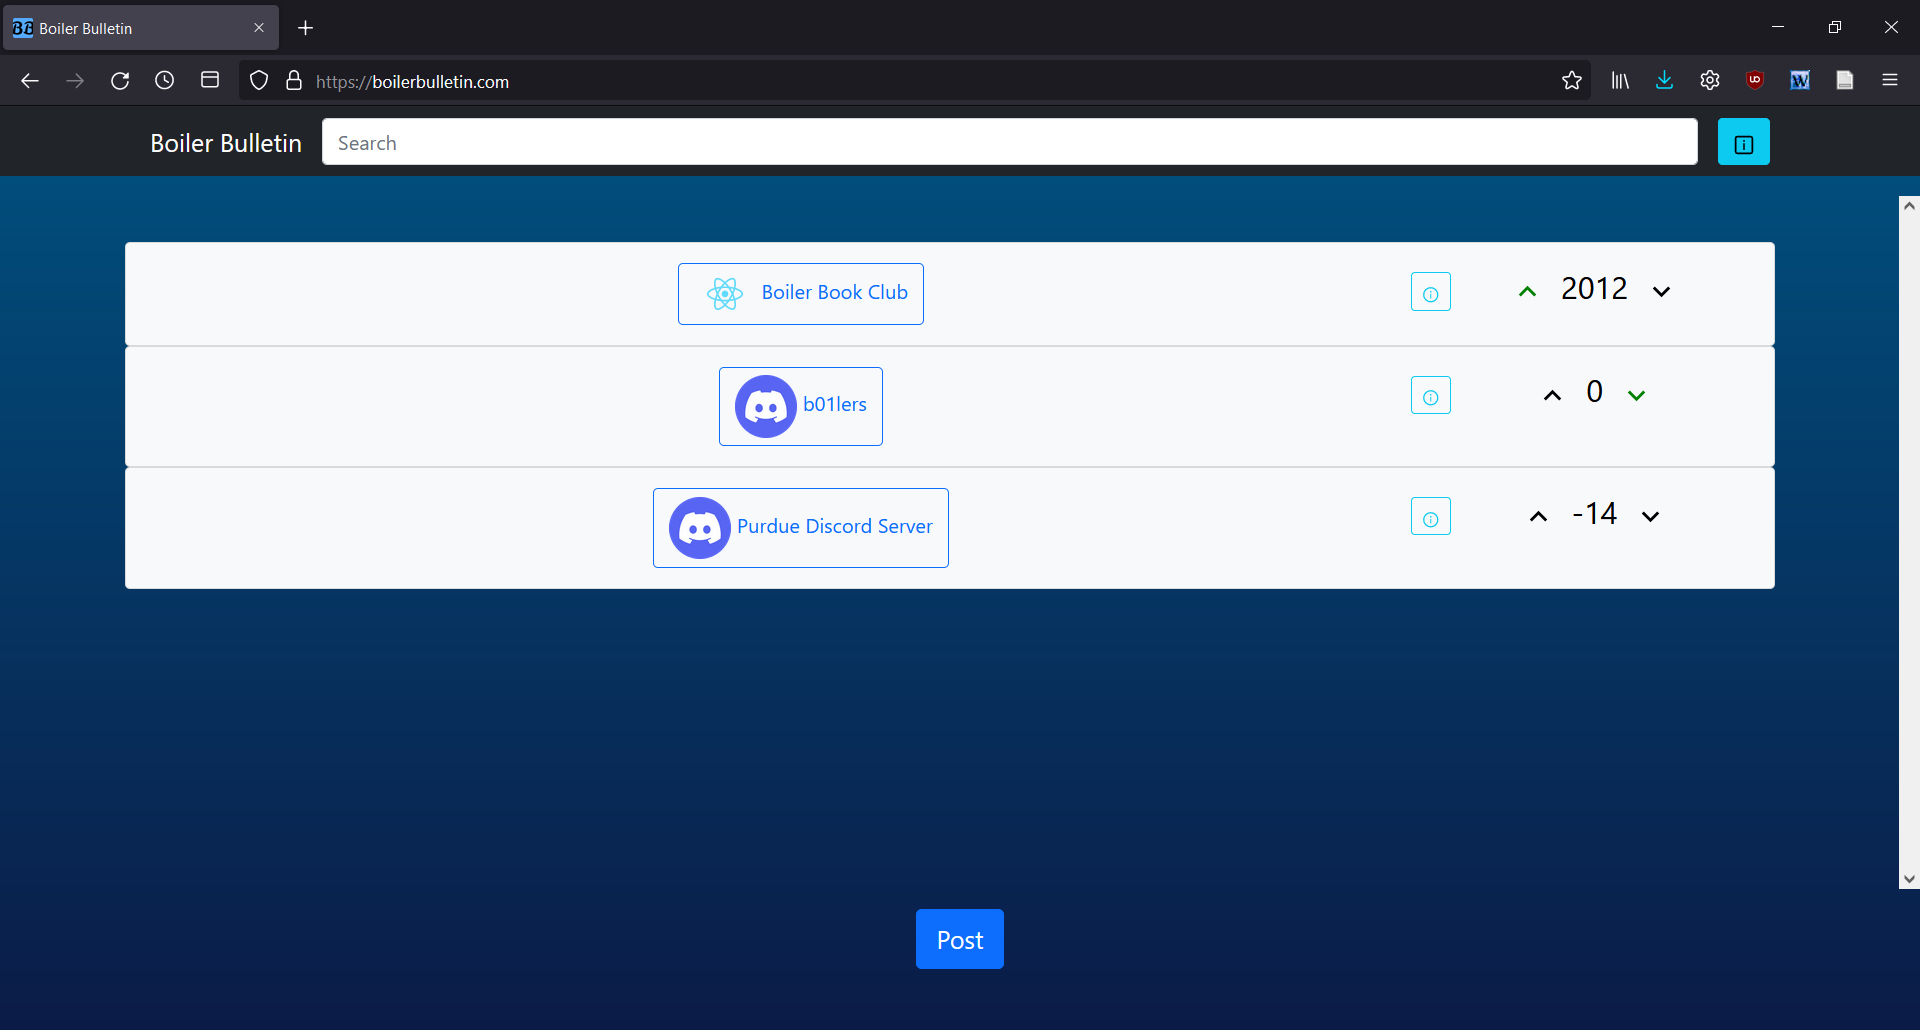 BB Boiler Bulletin
https://boilerbulletin.com
Boiler Bulletin Search
Boiler Book Club 2012
b01lers 0
Purdue Discord Server -14
Post